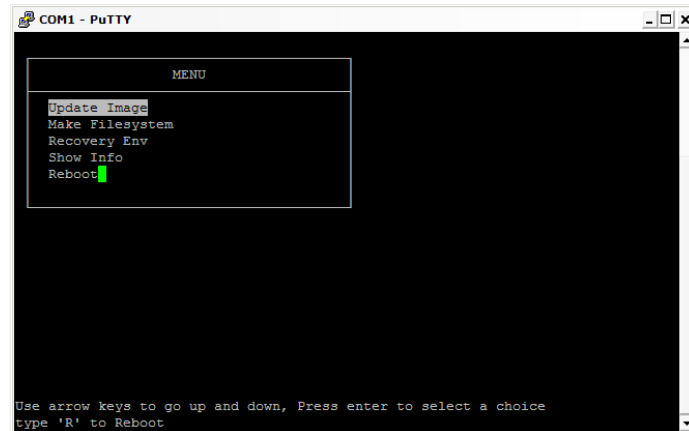 COM1 - PuTTY
MENU
Update Image
Make Filesystem
Recovery Env
Show Info
Reboot
Use arrow keys to go up and down, Press enter to select a choice
type 'R' to Reboot